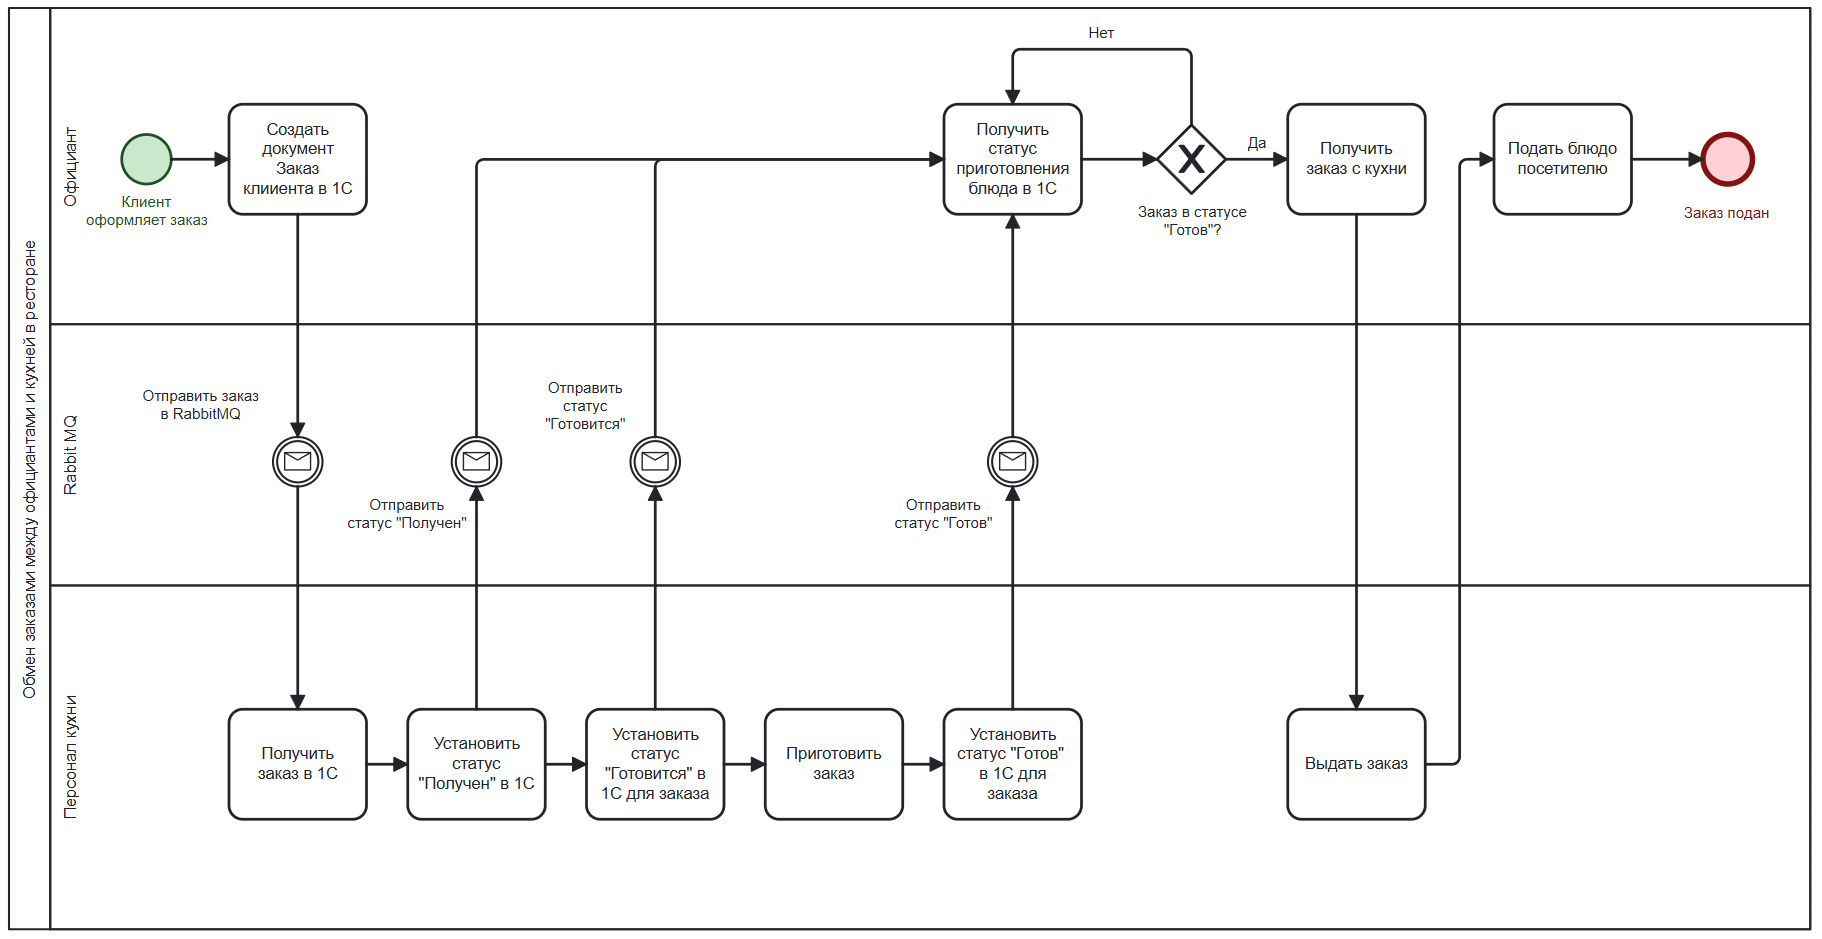 Обмен заказами между официантами и кухней в ресторане
Официант
Клиент
оформляет заказ
Создать
документ
Заказ
клииента в 1С
Нет
Получить
статус
приготовления
блюда в 1С
Заказ в статусе
"Готов"?
Да
Получить
заказ с кухни
Подать блюдо
посетителю
Заказ подан
Rabbit MQ
Отправить заказ
в RabbitMQ
Отправить
статус "Получен"
Отправить
статус
"Готовится"
Отправить
статус "Готов"
Персонал кухни
Получить
заказ в 1С
Установить
статус
"Получен" в 1С
Установить
статус
"Готовится" в
1С для заказа
Приготовить
заказ
Установить
статус "Готов"
в 1С для
заказа
Выдать заказ